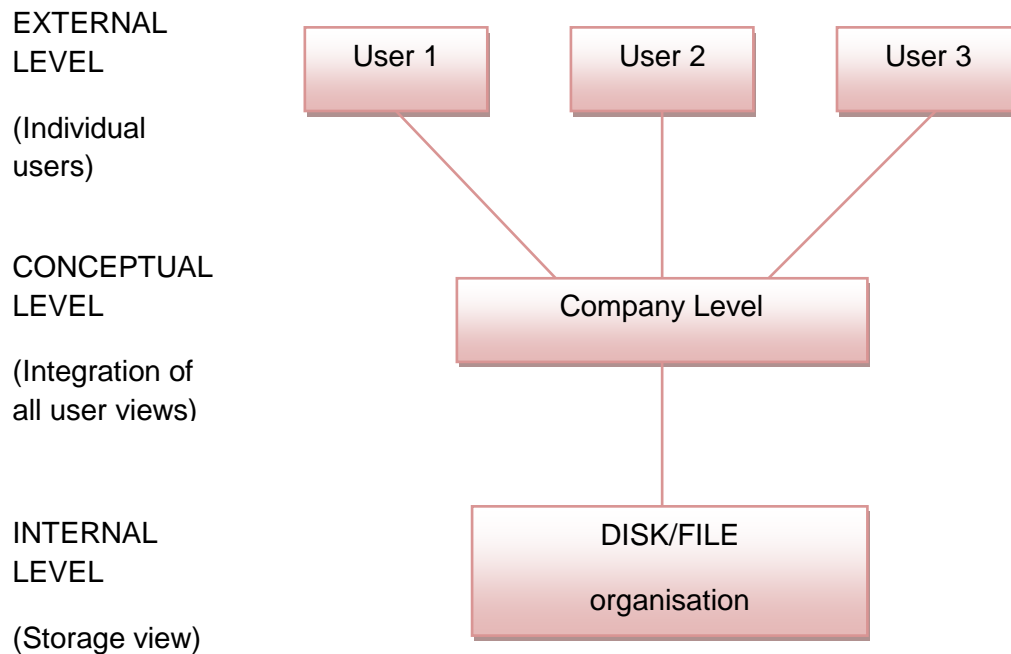 EXTERNAL
LEVEL
(Individual
users)
User 1
User 2
User 3
CONCEPTUAL
LEVEL
(Integration of
all user views)
Company Level
INTERNAL
LEVEL
(Storage view)
DISK/FILE
organisation